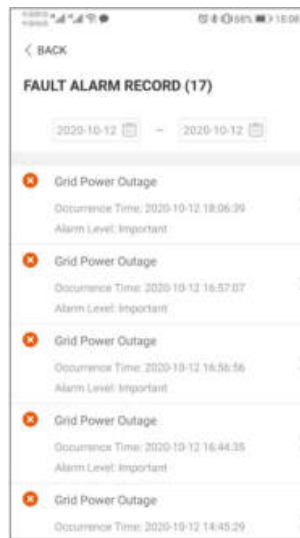 68% 18:08
BACK
FAULT ALARM RECORD (17)
2020-10-12 ~ 2020-10-12
Grid Power Outage
Occurrence Time: 2020-10-12 18:06:39
Alarm Level: Important
Grid Power Outage
Occurrence Time: 2020-10-12 16:57:07
Alarm Level: Important
Grid Power Outage
Occurrence Time: 2020-10-12 16:56:56
Alarm Level: Important
Grid Power Outage
Occurrence Time: 2020-10-12 16:44:35
Alarm Level: Important
Grid Power Outage
Occurrence Time: 2020-10-12 14:45:29